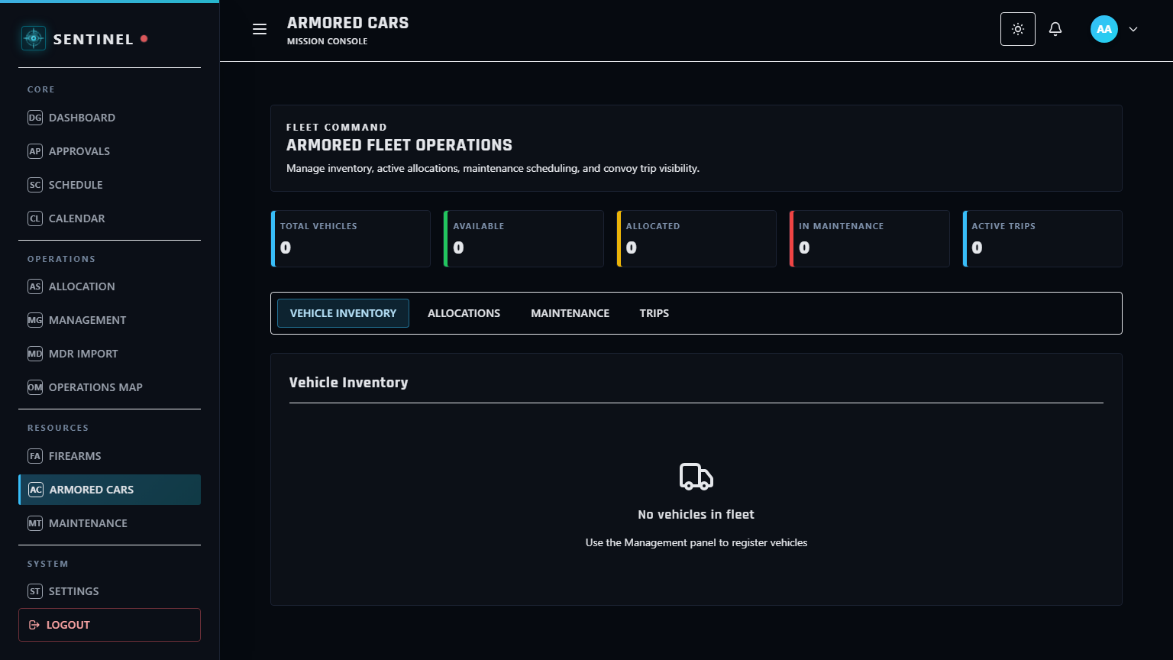 SENTINEL
CORE
DG DASHBOARD
AP APPROVALS
SC SCHEDULE
CL CALENDAR
OPERATIONS
AS ALLOCATION
MG MANAGEMENT
MD MDR IMPORT
OM OPERATIONS MAP
RESOURCES
FA FIREARMS
AC ARMORED CARS
MT MAINTENANCE
SYSTEM
ST SETTINGS
LOGOUT
ARMORED CARS
MISSION CONSOLE
AA
FLEET COMMAND
ARMORED FLEET OPERATIONS
Manage inventory, active allocations, maintenance scheduling, and convoy trip visibility.
TOTAL VEHICLES
0
AVAILABLE
0
ALLOCATED
0
IN MAINTENANCE
0
ACTIVE TRIPS
0
VEHICLE INVENTORY ALLOCATIONS MAINTENANCE TRIPS
Vehicle Inventory
No vehicles in fleet
Use the Management panel to register vehicles